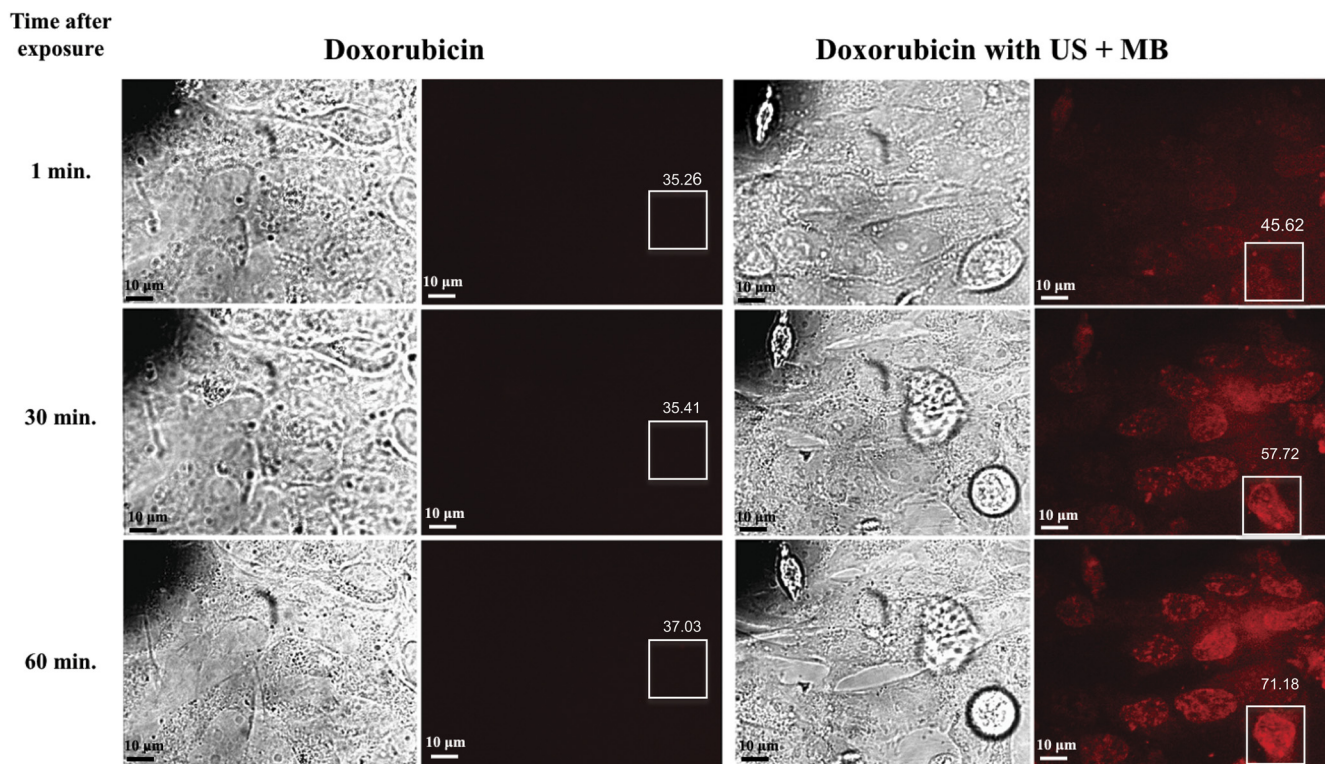 Time after
exposure
Doxorubicin
Doxorubicin with US + MB
1 min.
10 μm
35.26
10 μm
10 μm
45.62
10 μm
30 min.
10 μm
35.41
10 μm
10 μm
57.72
10 μm
60 min.
10 μm
37.03
10 μm
10 μm
71.18
10 μm